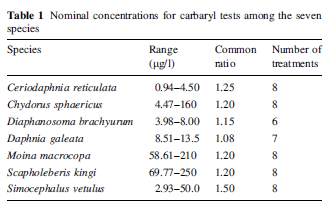 Table 1 Nominal concentrations for carbaryl tests among the seven
species
Species Range Common Number of
(μg/l) ratio treatments
Ceriodaphnia reticulata 0.94–4.50 1.25 8
Chydorus sphaericus 4.47–160 1.20 8
Diaphanosoma brachyurum 3.98–8.00 1.15 6
Daphnia galeata 8.51–13.5 1.08 7
Moina macrocopa 58.61–210 1.20 8
Scapholeberis kingi 69.77–250 1.20 8
Simocephalus vetulus 2.93–50.0 1.50 8